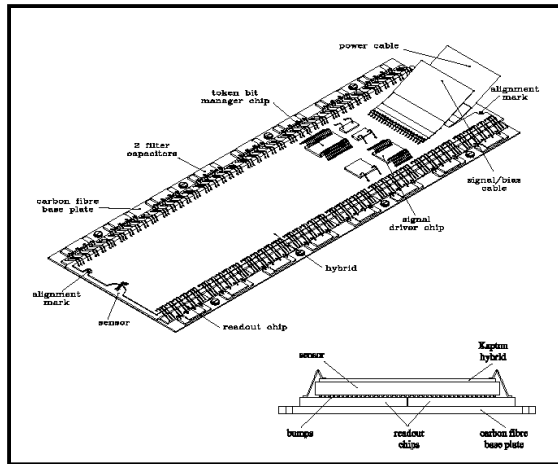 power cable
token bit
manager chip
alignment
mark
2 filter
capacitors
carbon fibre
base plate
signal/bias
cable
signal
driver chip
hybrid
alignment
mark
sensor
readout chip
sensor
Kapton
hybrid
bumps
readout
chips
carbon fibre
base plate